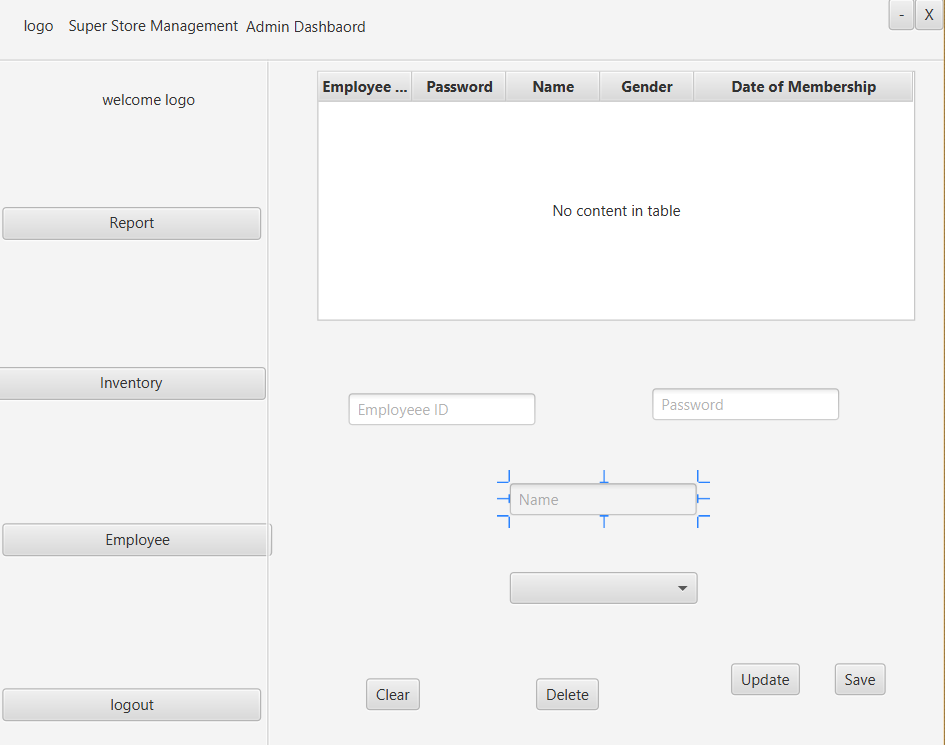 logo Super Store Management Admin Dashbaord - X
welcome logo
Employee ... Password Name Gender Date of Membership
No content in table
Report
Inventory
Employeee ID Password
Name
Employee
Clear Delete Update Save
logout